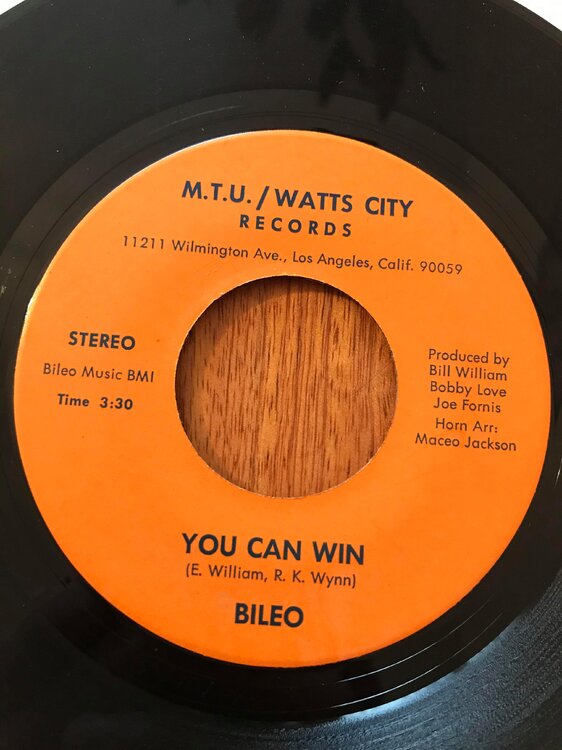 M.T.U./WATTS CITY
RECORDS
11211 Wilmington Ave., Los Angeles, Calif. 90059
STEREO
Bileo Music BMI
Time 3:30
Produced by
Bill William
Bobby Love
Joe Fornis
Horn Arr:
Maceo Jackson
YOU CAN WIN
(E. William, R. K. Wynn)
BILEO